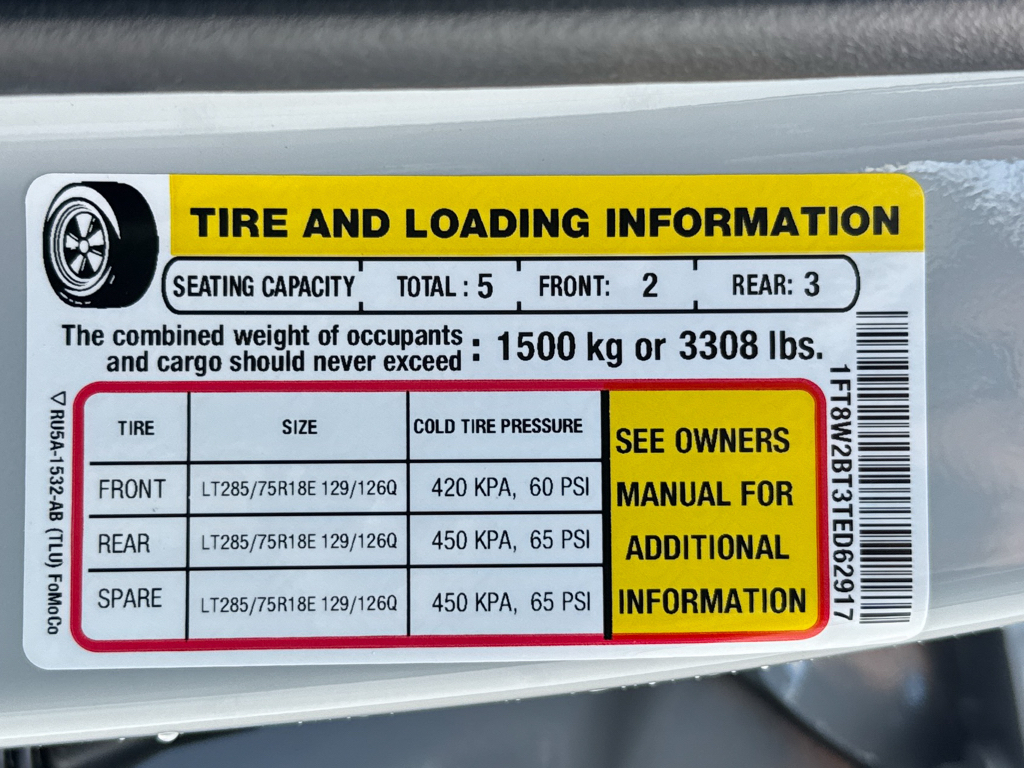 TIRE AND LOADING INFORMATION
SEATING CAPACITY TOTAL : 5 FRONT: 2 REAR: 3
The combined weight of occupants
and cargo should never exceed : 1500 kg or 3308 lbs.
TIRE SIZE COLD TIRE PRESSURE
FRONT LT285/75R18E 129/126Q 420 KPA, 60 PSI
REAR LT285/75R18E 129/126Q 450 KPA, 65 PSI
SPARE LT285/75R18E 129/126Q 450 KPA, 65 PSI
SEE OWNERS
MANUAL FOR
ADDITIONAL
INFORMATION
▽ RU5A-1532-AB (TLU) FoMoCo
1FT8W2BT3TED62917